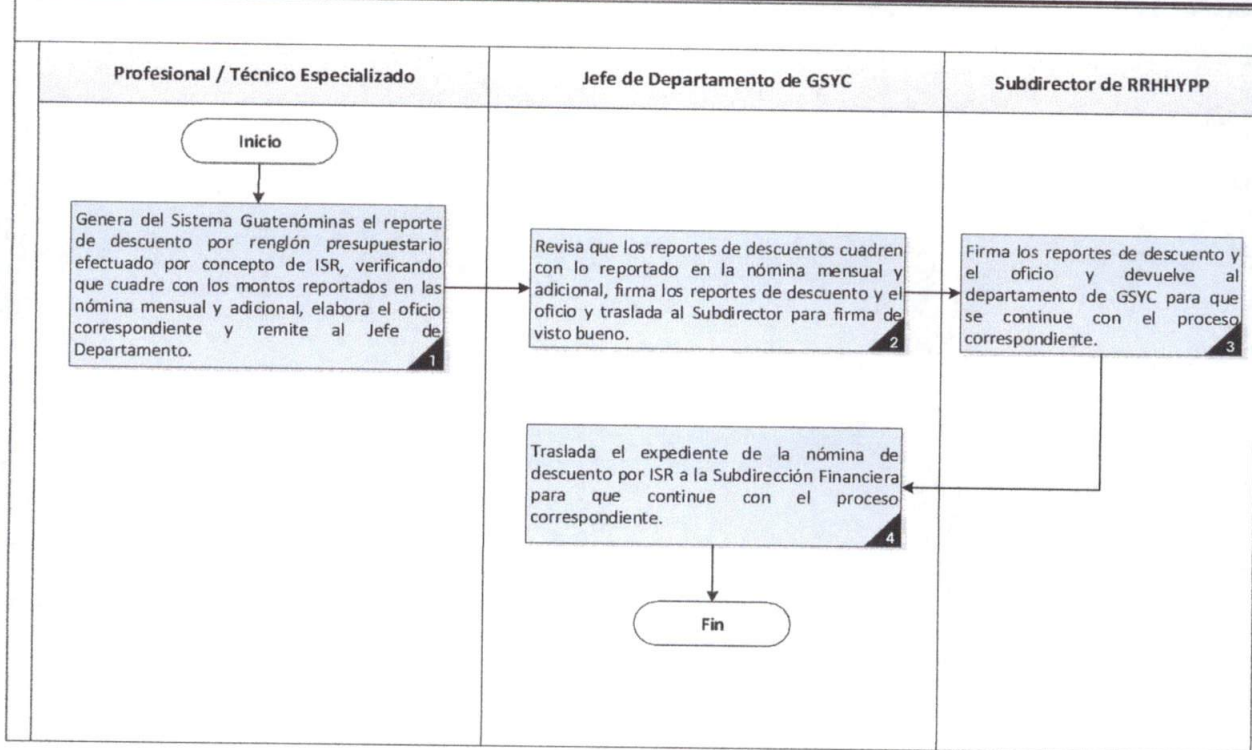 Profesional / Técnico Especializado
Jefe de Departamento de GSYC
Subdirector de RRHHYPP
Inicio
Genera del Sistema Guatenóminas el reporte
de descuento por renglón presupuestario
efectuado por concepto de ISR, verificando
que cuadre con los montos reportados en las
nómina mensual y adicional, elabora el oficio
correspondiente y remite al Jefe de
Departamento.
1
Revisa que los reportes de descuentos cuadren
con lo reportado en la nómina mensual y
adicional, firma los reportes de descuento y el
oficio y traslada al Subdirector para firma de
visto bueno.
2
Firma los reportes de descuento y
el oficio y devuelve al
departamento de GSYC para que
se continue con el proceso
correspondiente.
3
Traslada el expediente de la nómina de
descuento por ISR a la Subdirección Financiera
para que continue con el proceso
correspondiente.
4
Fin